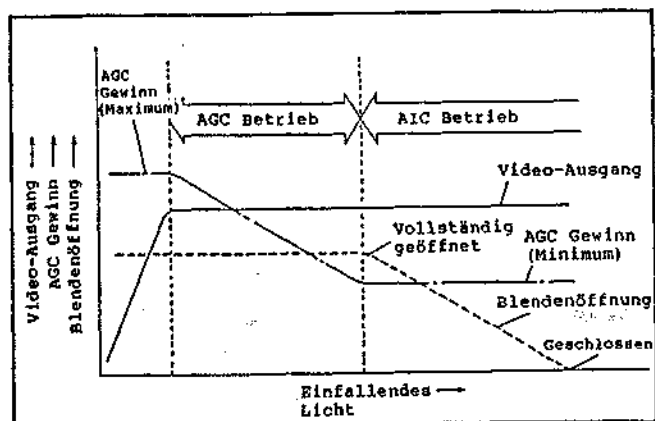 AGC
Gewinn
(Maximum)
AGC Betrieb
AIC Betrieb
Video-Ausgang
Vollständig
geöffnet
AGC Gewinn
(Minimum)
Blendenöffnung
Geschlossen
Einfallendes
Licht
Video-Ausgang
AGC Gewinn
Blendenöffnung